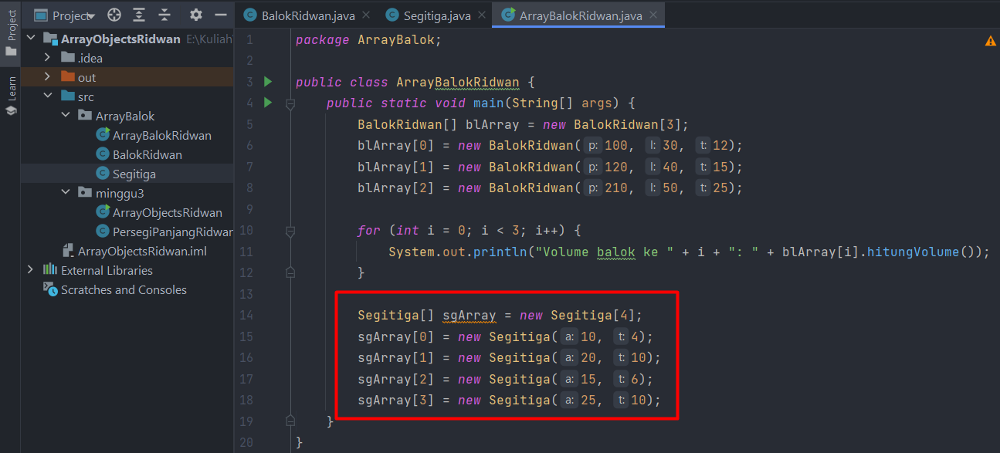 Project
Learn
Project
ArrayObjectsRidwan E:\Kuliah
.idea
out
src
ArrayBalok
ArrayBalokRidwan
BalokRidwan
Segitiga
minggu3
ArrayObjectsRidwan
PersegiPanjangRidwan
ArrayObjectsRidwan.iml
External Libraries
Scratches and Consoles
BalokRidwan.java Segitiga.java ArrayBalokRidwan.java
1 package ArrayBalok;
2
3 public class ArrayBalokRidwan {
4 public static void main(String[] args) {
5 BalokRidwan[] blArray = new BalokRidwan[3];
6 blArray[0] = new BalokRidwan( p: 100, l: 30, t: 12);
7 blArray[1] = new BalokRidwan( p: 120, l: 40, t: 15);
8 blArray[2] = new BalokRidwan( p: 210, l: 50, t: 25);
9
10 for (int i = 0; i < 3; i++) {
11 System.out.println("Volume balok ke " + i + ": " + blArray[i].hitungVolume());
12 }
13
14 Segitiga[] sgArray = new Segitiga[4];
15 sgArray[0] = new Segitiga( a: 10, t: 4);
16 sgArray[1] = new Segitiga( a: 20, t: 10);
17 sgArray[2] = new Segitiga( a: 15, t: 6);
18 sgArray[3] = new Segitiga( a: 25, t: 10);
19 }
20 }